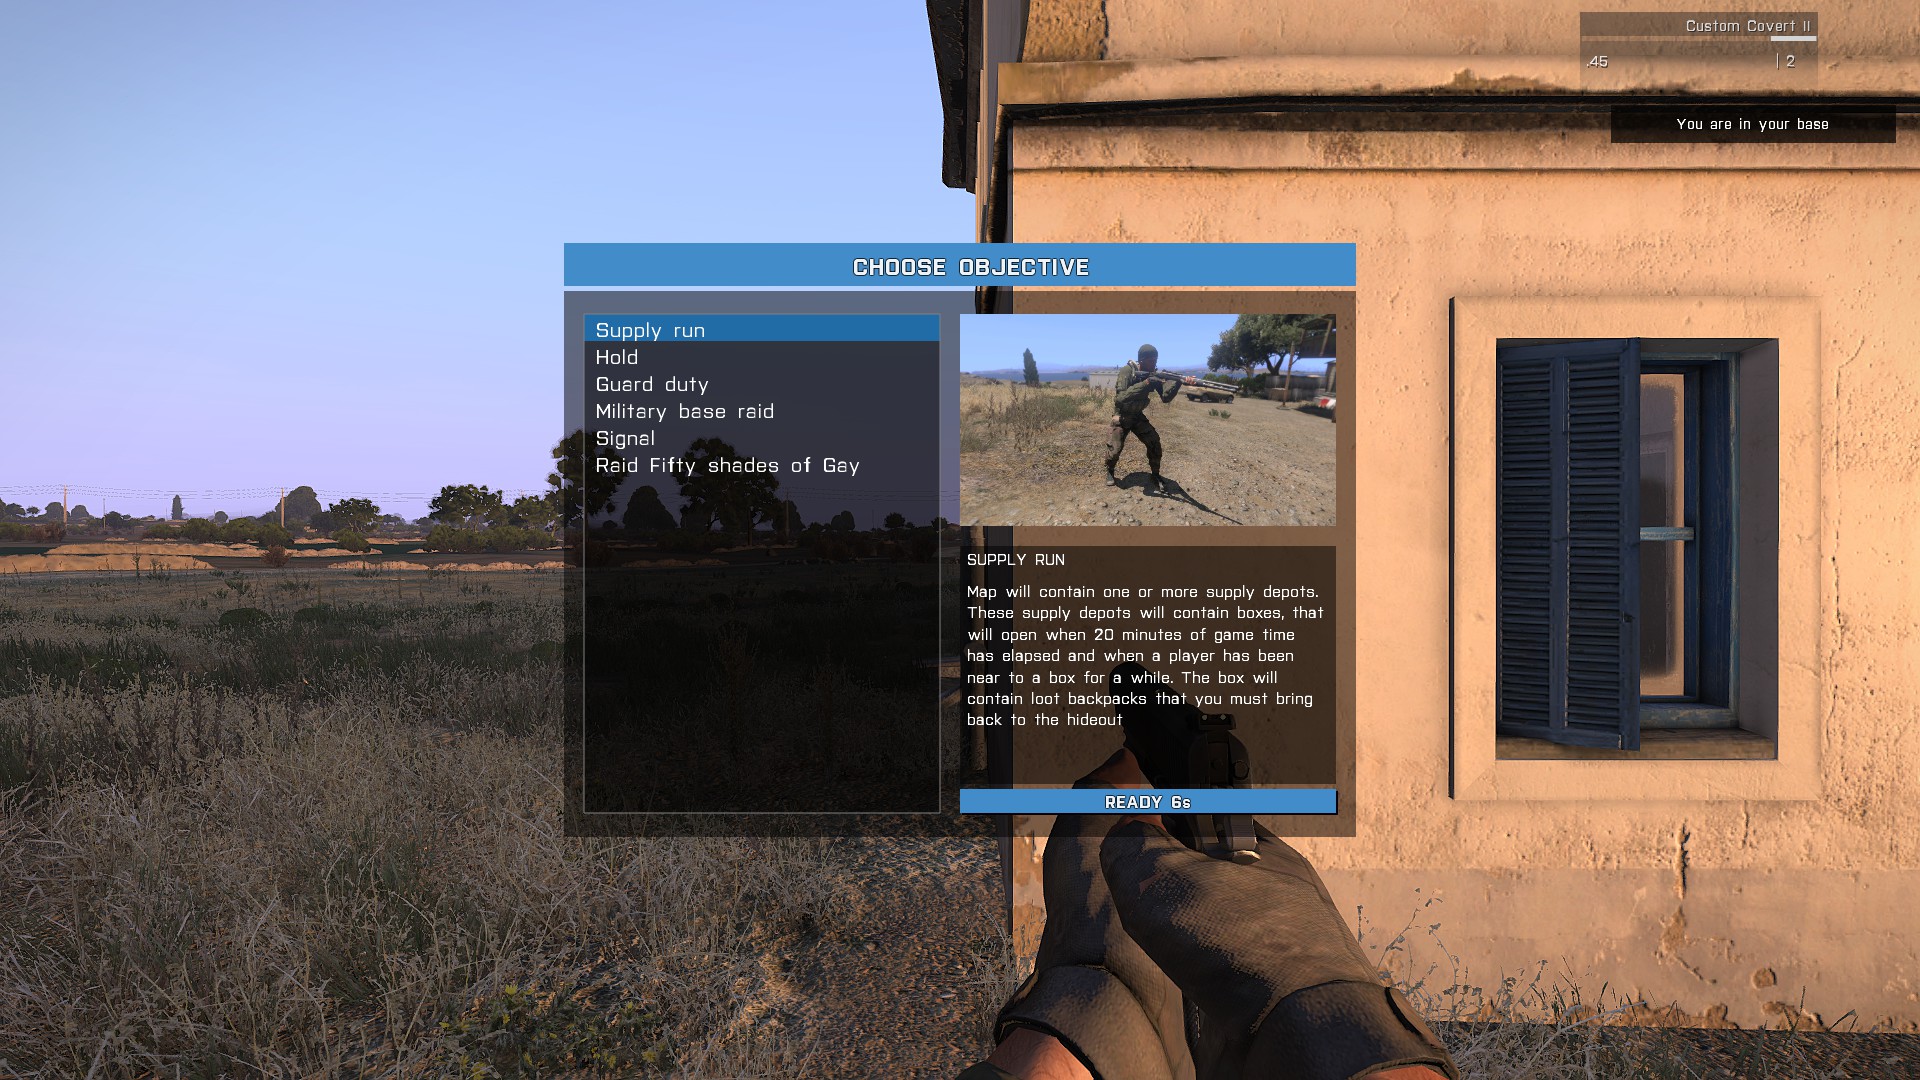 Custom Covert II
.45
| 2
You are in your base
CHOOSE OBJECTIVE
Supply run
Hold
Guard duty
Military base raid
Signal
Raid Fifty shades of Gay
SUPPLY RUN
Map will contain one or more supply depots.
These supply depots will contain boxes, that
will open when 20 minutes of game time
has elapsed and when a player has been
near to a box for a while. The box will
contain loot backpacks that you must bring
back to the hideout
READY 6s